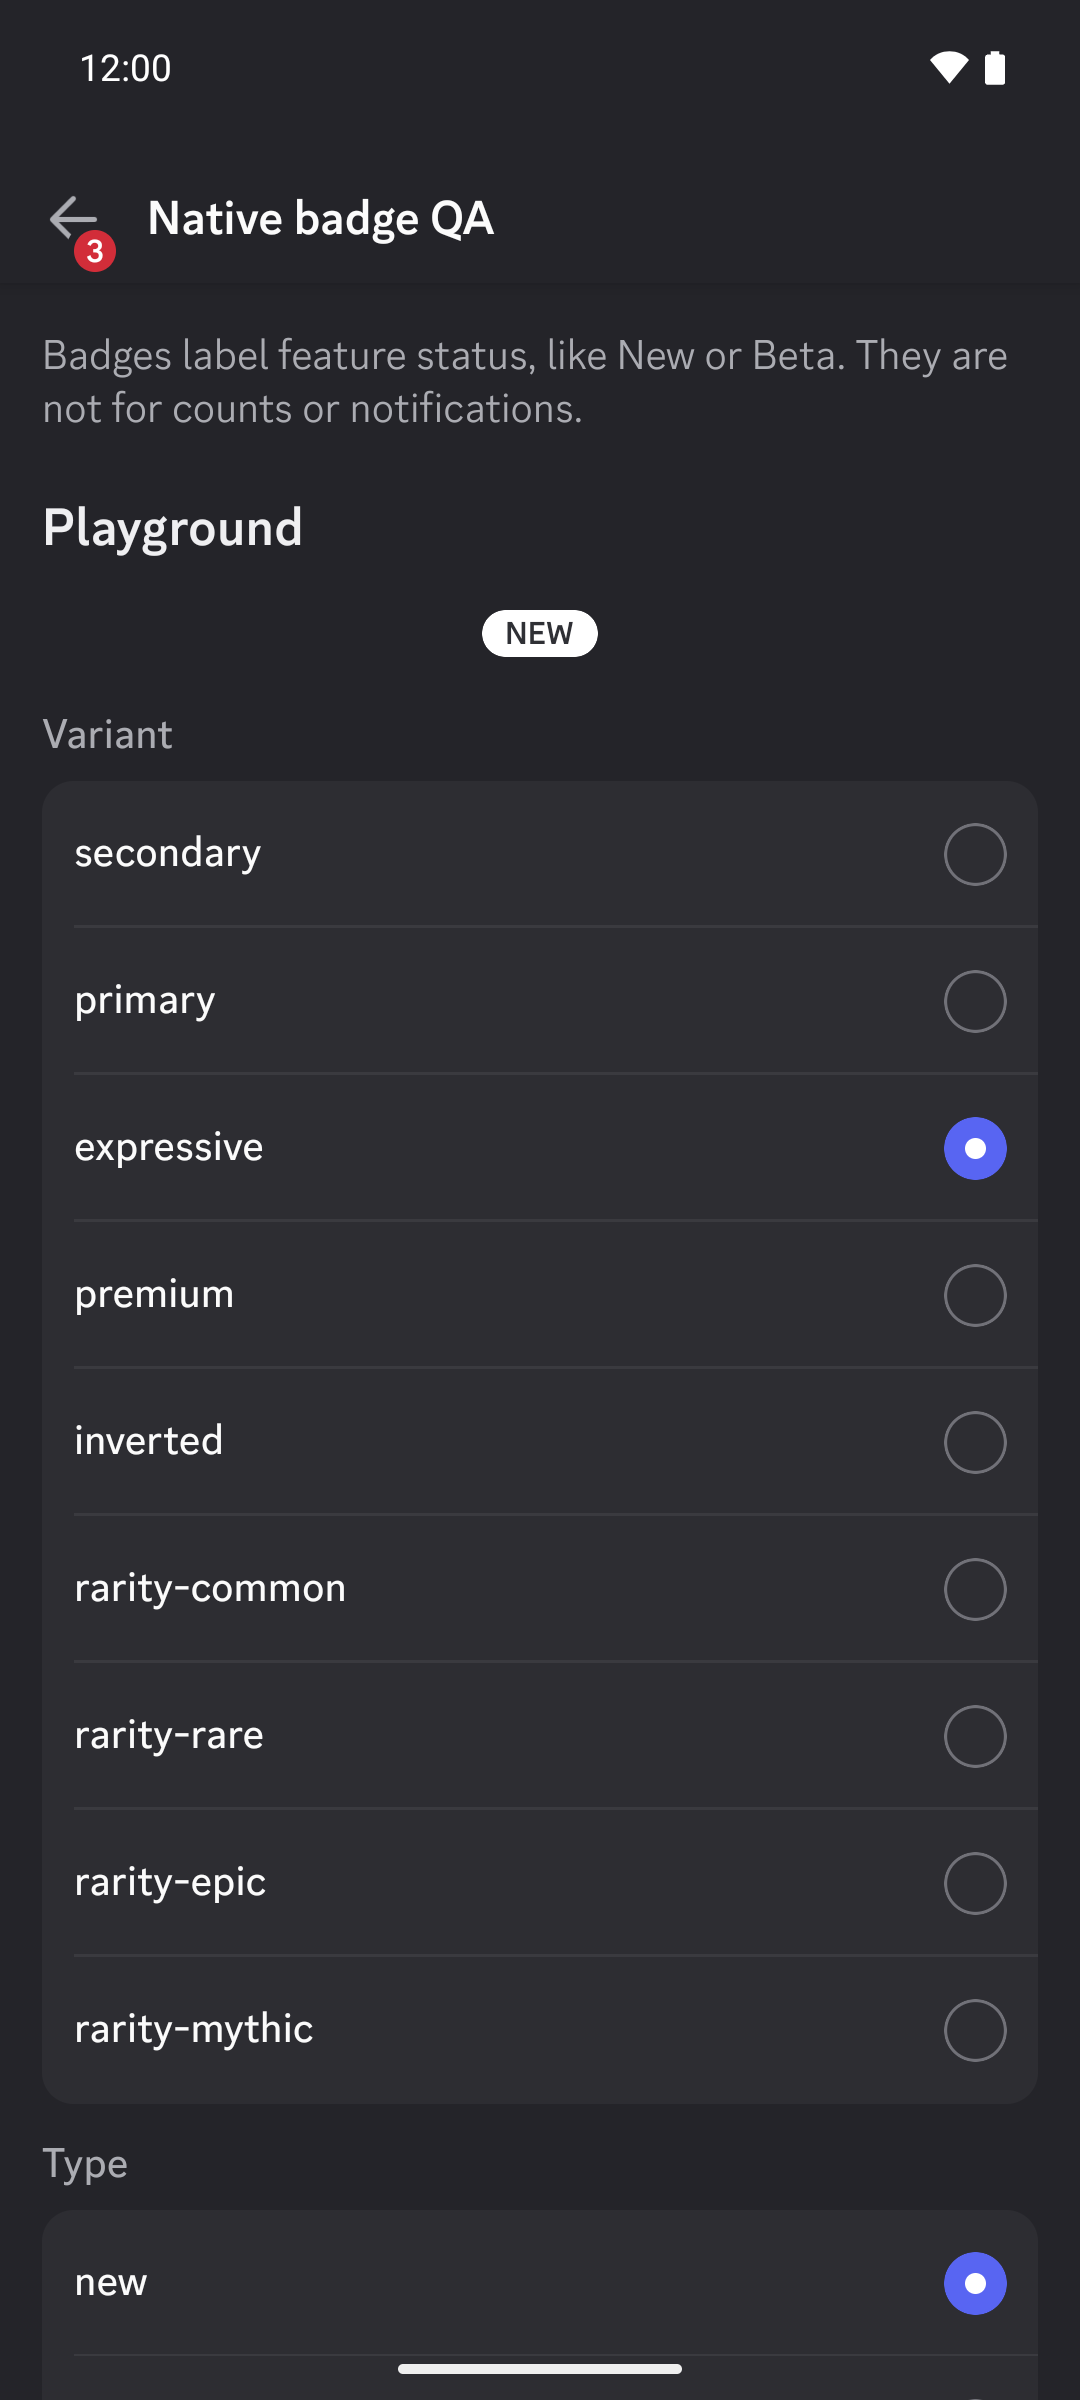 12:00
3
Native badge QA
Badges label feature status, like New or Beta. They are
not for counts or notifications.
Playground
NEW
Variant
secondary
primary
expressive
premium
inverted
rarity-common
rarity-rare
rarity-epic
rarity-mythic
Type
new